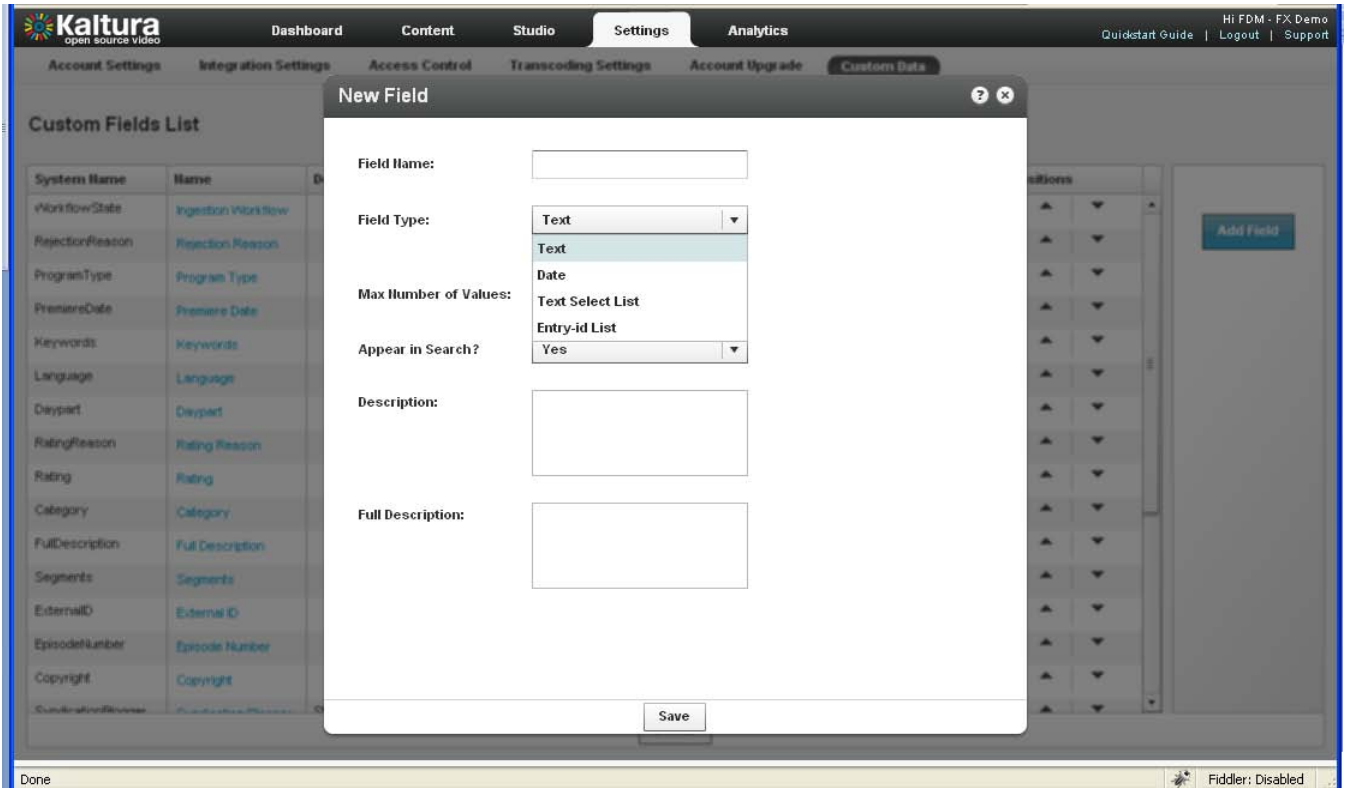 Kaltura
open source video
Dashboard Content Studio Settings Analytics
Hi FDM - FX Demo
Quickstart Guide | Logout | Support
Account Settings Integration Settings Access Control Transcoding Settings Account Upgrade Custom Data
New Field
Custom Fields List
Field Name:
System Name Name
WorkflowState Ingestion Workflow
Field Type: Text
Add Field
RejectionReason Rejection Reason
Text
ProgramType Program Type
Date
Max Number of Values:
Text Select List
PremiereDate Premiere Date
Entry-id List
Keywords Keywords
Appear in Search? Yes
Language Language
Description:
Daypart Daypart
RatingReason Rating Reason
Rating Rating
Category Category
Full Description:
FullDescription Full Description
Segments Segments
ExternalID External ID
EpisodeNumber Episode Number
Copyright Copyright
Save
Done
Fiddler: Disabled